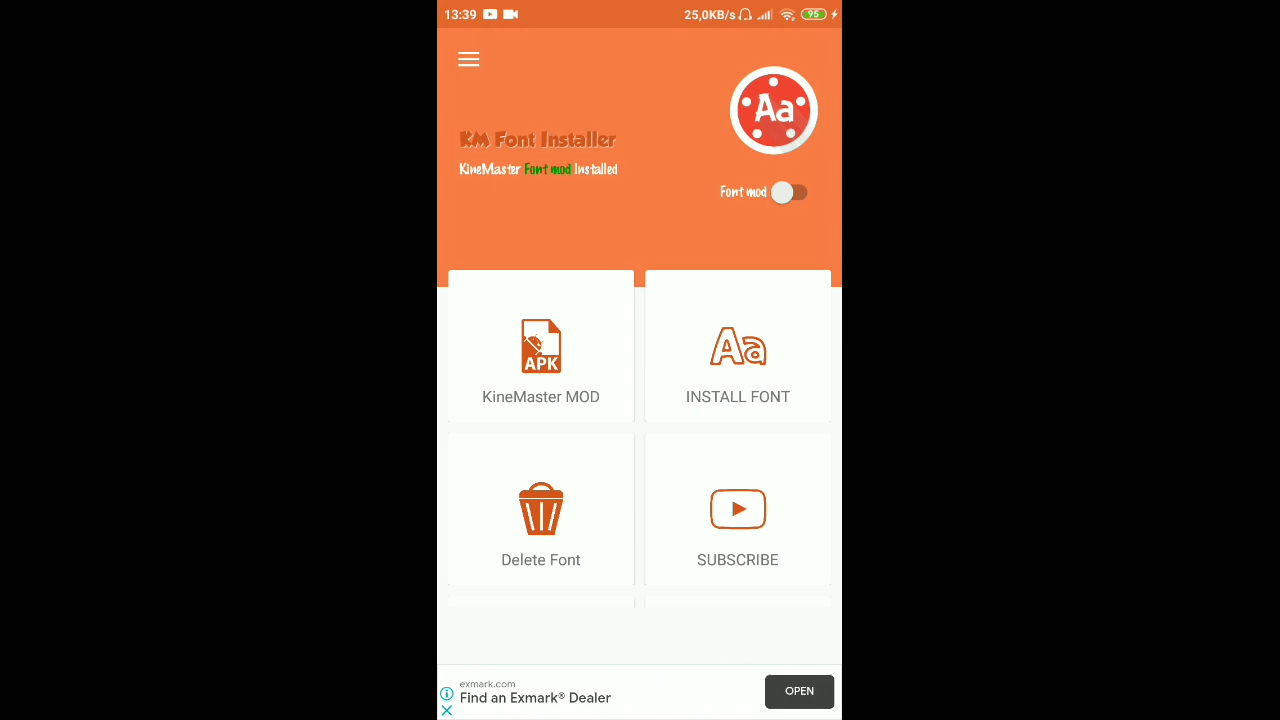 13:39 25,0KB/s 95
Aa
KM Font Installer
KineMaster Font mod Installed
Font mod
APK
Aa
KineMaster MOD
INSTALL FONT
Delete Font
SUBSCRIBE
exmark.com
Find an Exmark® Dealer
OPEN